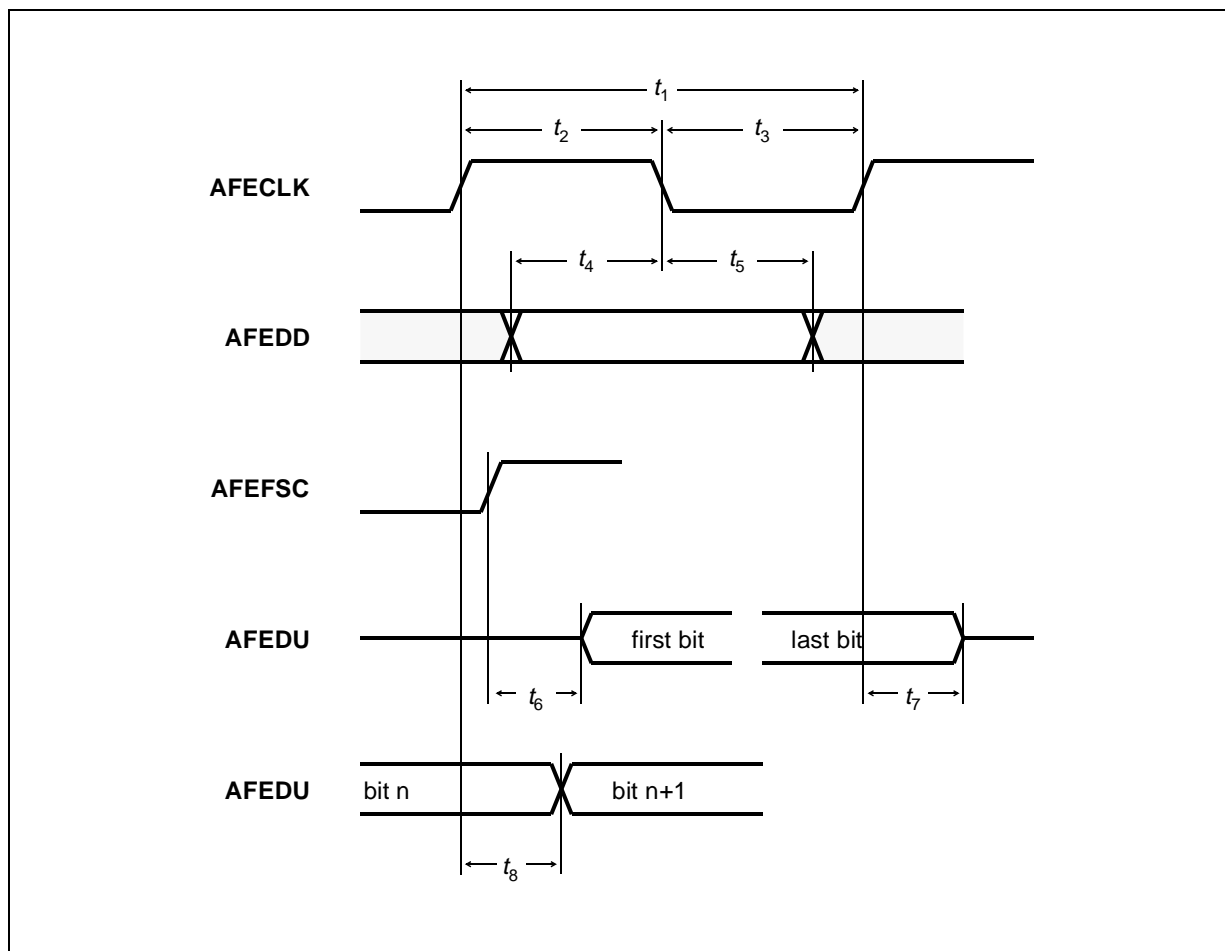 t1
t2 t3
AFECLK
t4 t5
AFEDD
AFEFSC
AFEDU first bit last bit
t6 t7
AFEDU bit n bit n+1
t8